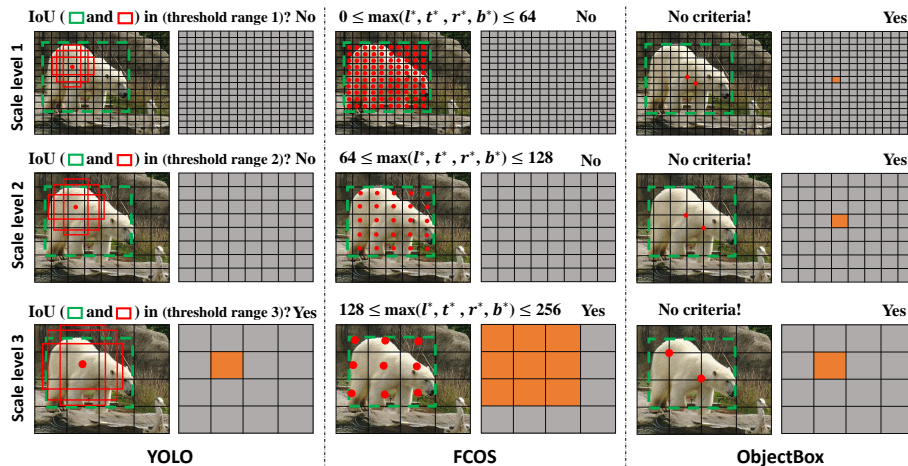 IoU ( and ) in (threshold range 1)? No
0 ≤ max(l*, t*, r*, b*) ≤ 64 No
No criteria! Yes
Scale level 1
IoU ( and ) in (threshold range 2)? No
64 ≤ max(l*, t*, r*, b*) ≤ 128 No
No criteria! Yes
Scale level 2
IoU ( and ) in (threshold range 3)? Yes
128 ≤ max(l*, t*, r*, b*) ≤ 256 Yes
No criteria! Yes
Scale level 3
YOLO
FCOS
ObjectBox